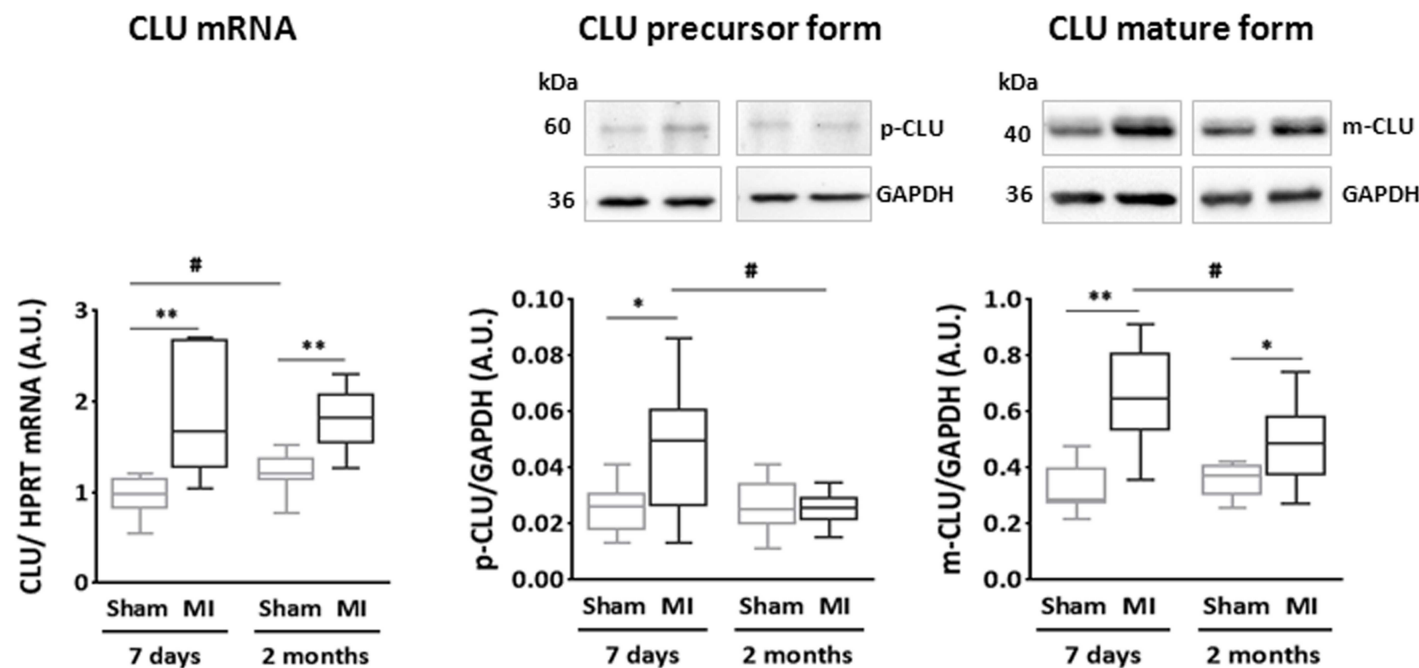 CLU mRNA
CLU precursor form
CLU mature form
kDa
60
p-CLU
36
GAPDH
kDa
40
m-CLU
36
GAPDH
CLU/ HPRT mRNA (A.U.)
3
2
1
0
#
**
**
Sham MI Sham MI
7 days 2 months
p-CLU/GAPDH (A.U.)
0.10
0.08
0.06
0.04
0.02
0.00
*
#
Sham MI Sham MI
7 days 2 months
m-CLU/GAPDH (A.U.)
1.0
0.8
0.6
0.4
0.2
0.0
**
#
*
Sham MI Sham MI
7 days 2 months